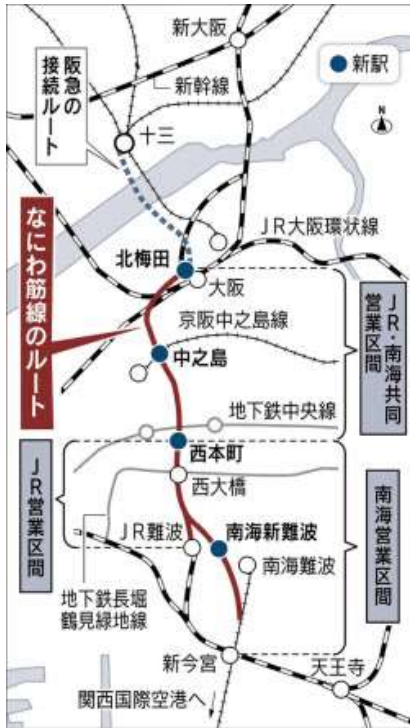 新大阪
新駅
阪急の
接続ルート
新幹線
十三
N
JR大阪環状線
なにわ筋線のルート
北梅田
大阪
JR・南海共同
営業区間
京阪中之島線
中之島
地下鉄中央線
西本町
西大橋
JR営業区間
南海営業区間
JR難波
南海新難波
南海難波
地下鉄長堀
鶴見緑地線
新今宮
天王寺
関西国際空港へ